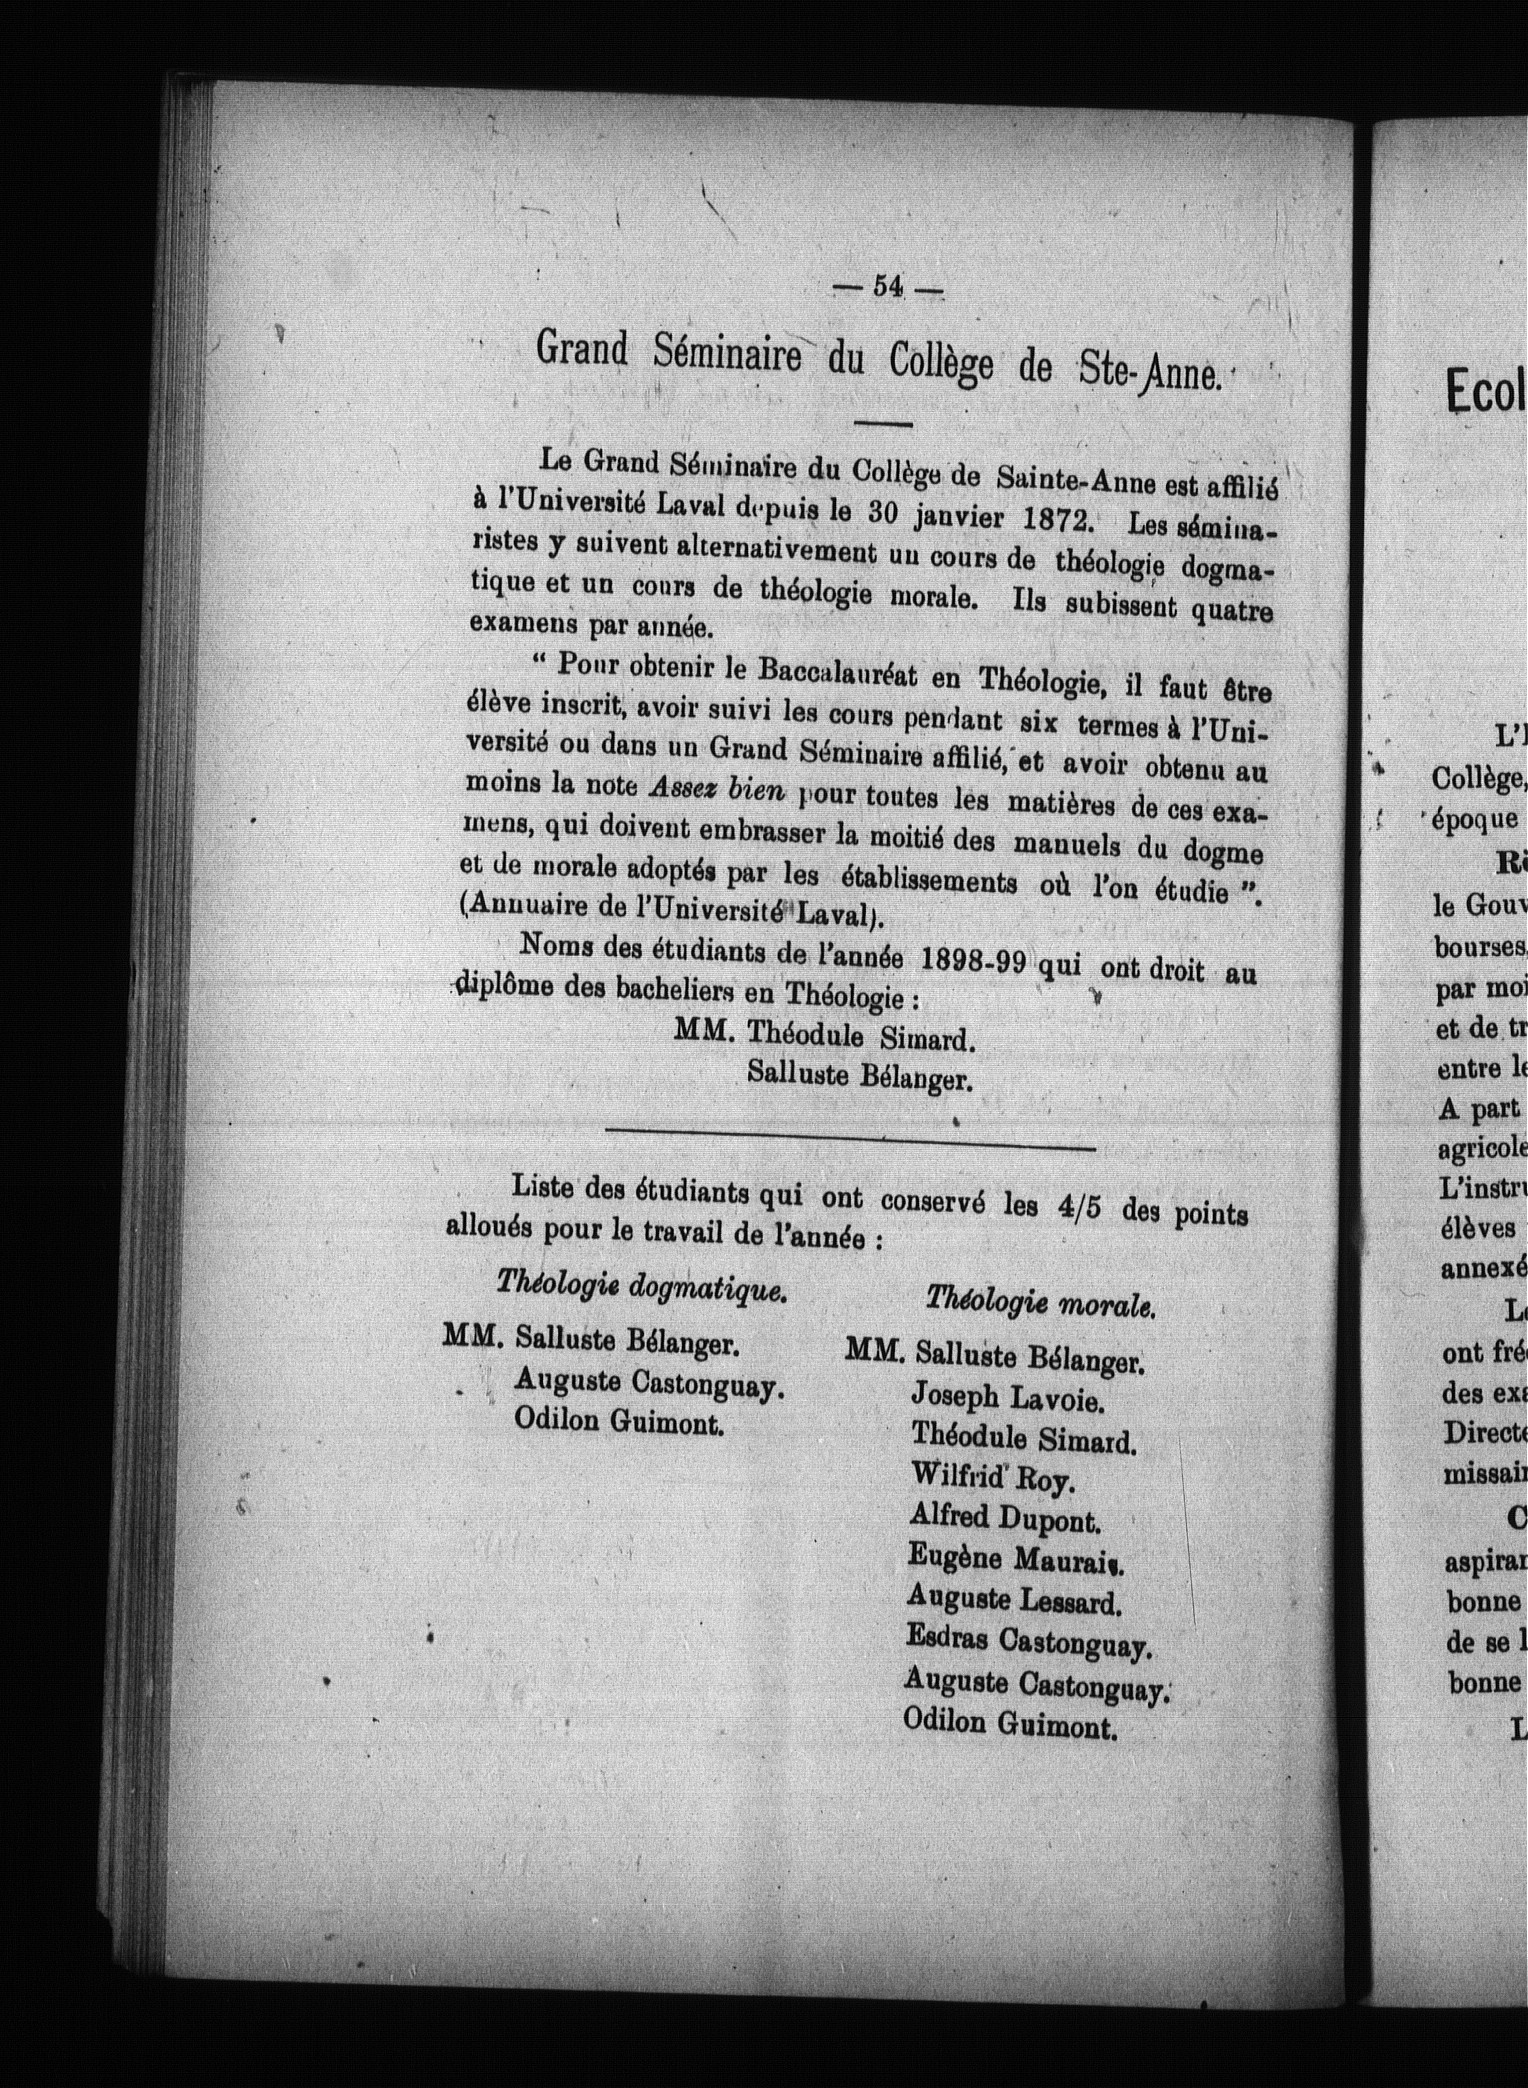 — 54 —
Grand Séminaire du Collège de Ste-Anne.
Le Grand Séminaire du Collège de Sainte-Anne est affilié
à l'Université Laval depuis le 30 janvier 1872. Les sémina-
ristes y suivent alternativement un cours de théologie dogma-
tique et un cours de théologie morale. Ils subissent quatre
examens par année.
“ Pour obtenir le Baccalauréat en Théologie, il faut être
élève inscrit, avoir suivi les cours pendant six termes à l'Uni-
versité ou dans un Grand Séminaire affilié, et avoir obtenu au
moins la note Assez bien pour toutes les matières de ces exa-
mens, qui doivent embrasser la moitié des manuels du dogme
et de morale adoptés par les établissements où l'on étudie ”.
(Annuaire de l'Université Laval).
Noms des étudiants de l'année 1898-99 qui ont droit au
diplôme des bacheliers en Théologie :
MM. Théodule Simard.
Salluste Bélanger.
Liste des étudiants qui ont conservé les 4/5 des points
alloués pour le travail de l'année :
Théologie dogmatique.
MM. Salluste Bélanger.
Auguste Castonguay.
Odilon Guimont.
Théologie morale.
MM. Salluste Bélanger.
Joseph Lavoie.
Théodule Simard.
Wilfrid Roy.
Alfred Dupont.
Eugène Maurais.
Auguste Lessard.
Esdras Castonguay.
Auguste Castonguay.
Odilon Guimont.
Ecol
L'
Collège,
époque
le Gouv
bourses,
par moi
et de tr
entre le
A part
agricole
L'instru
élèves
annexé
Le
ont fré
des exa
Directe
missair
C
aspiran
bonne
de se l
bonne
L